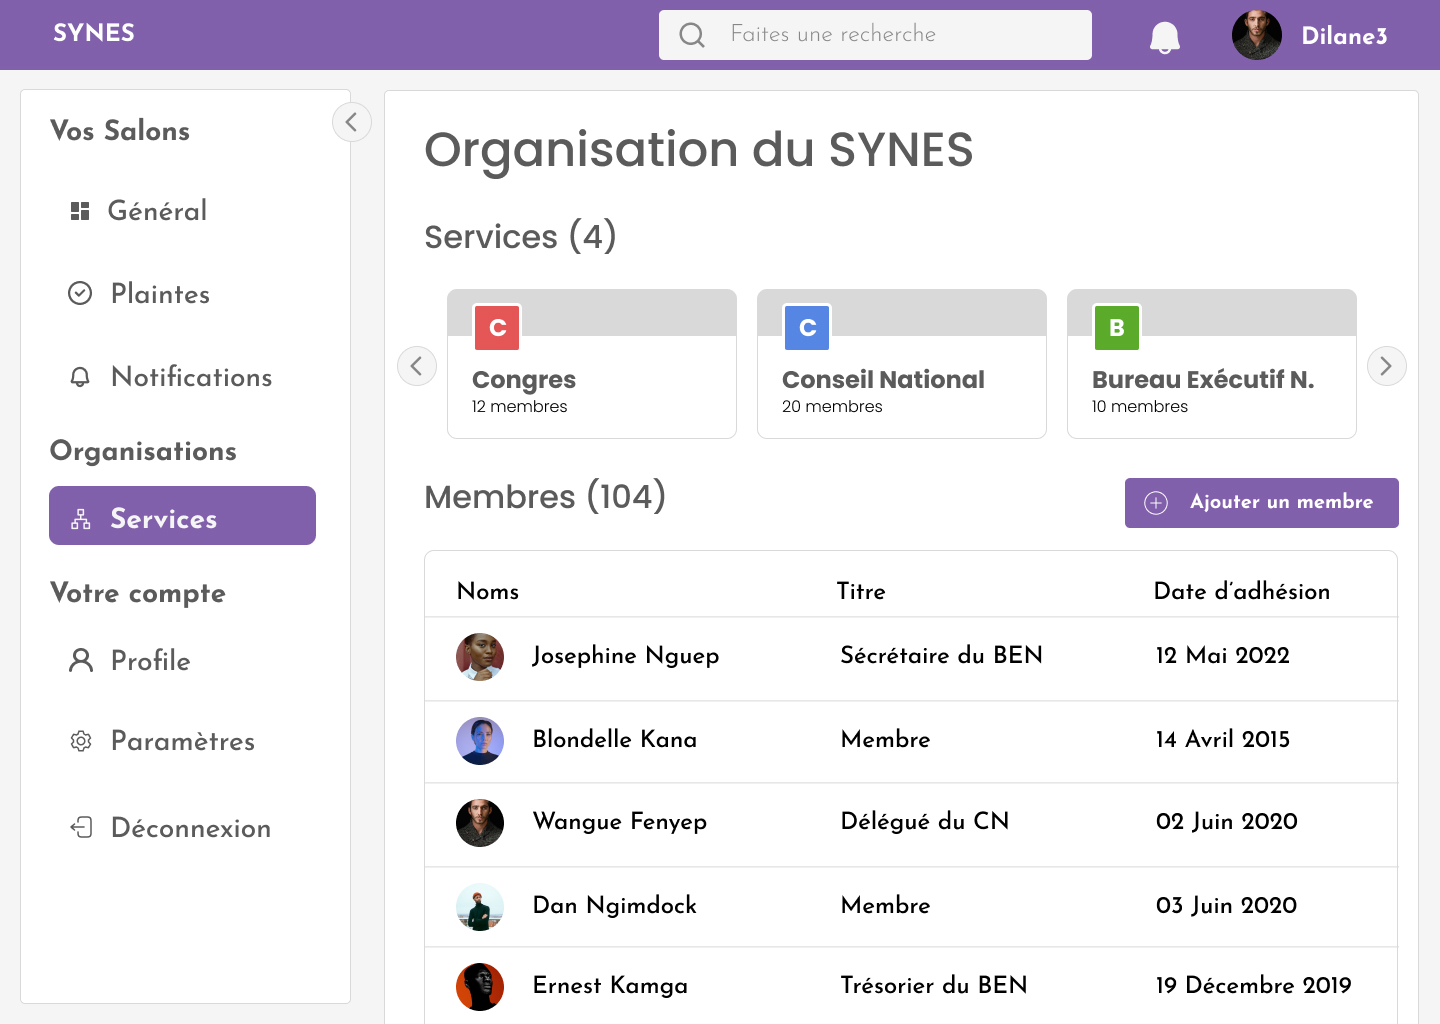 SYNES
Faites une recherche
Dilane3
Vos Salons
Général
Plaintes
Notifications
Organisations
Services
Votre compte
Profile
Paramètres
Déconnexion
Organisation du SYNES
Services (4)
C
Congres
12 membres
C
Conseil National
20 membres
B
Bureau Exécutif N.
10 membres
Membres (104)
Ajouter un membre
Noms Titre Date d’adhésion
Josephine Nguep Sécrétaire du BEN 12 Mai 2022
Blondelle Kana Membre 14 Avril 2015
Wangue Fenyep Délégué du CN 02 Juin 2020
Dan Ngimdock Membre 03 Juin 2020
Ernest Kamga Trésorier du BEN 19 Décembre 2019